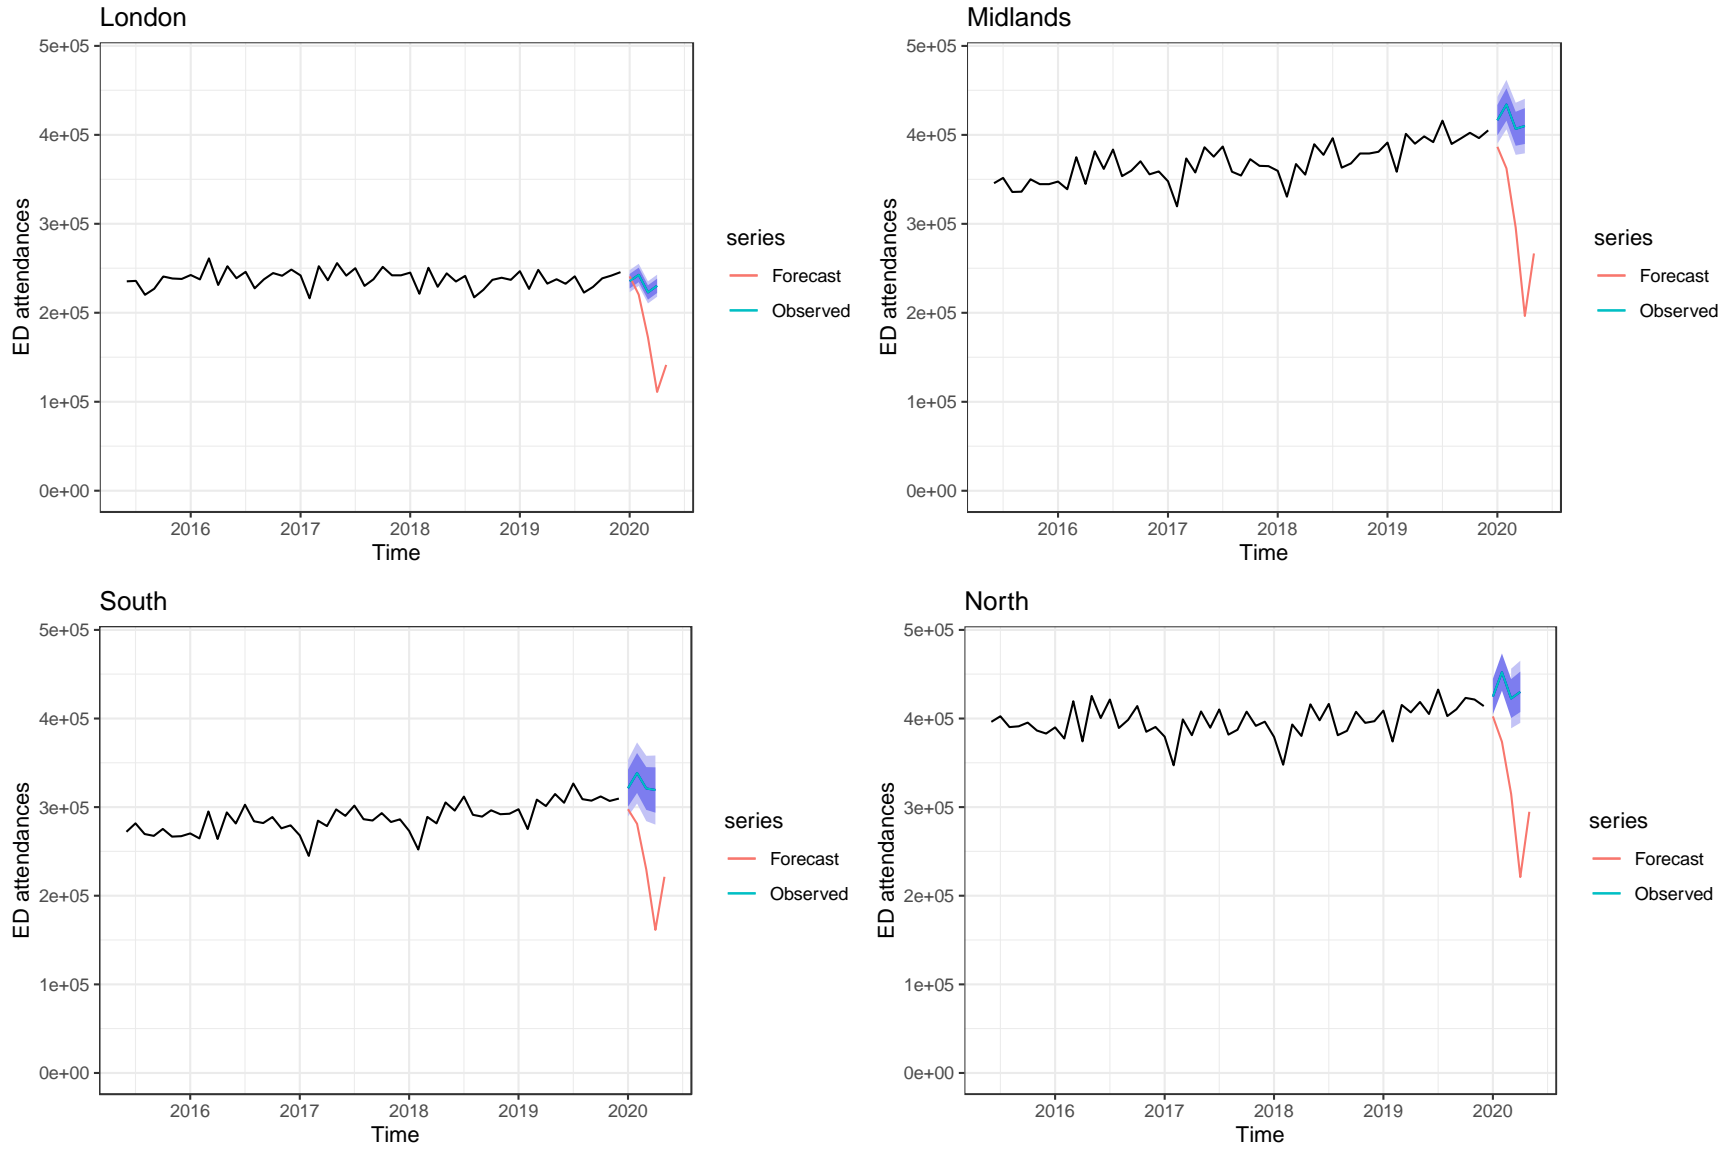 London
5e+05
4e+05
3e+05
2e+05
1e+05
0e+00
ED attendances
2016 2017 2018 2019 2020
Time
series
Forecast
Observed
Midlands
5e+05
4e+05
3e+05
2e+05
1e+05
0e+00
ED attendances
2016 2017 2018 2019 2020
Time
series
Forecast
Observed
South
5e+05
4e+05
3e+05
2e+05
1e+05
0e+00
ED attendances
2016 2017 2018 2019 2020
Time
series
Forecast
Observed
North
5e+05
4e+05
3e+05
2e+05
1e+05
0e+00
ED attendances
2016 2017 2018 2019 2020
Time
series
Forecast
Observed